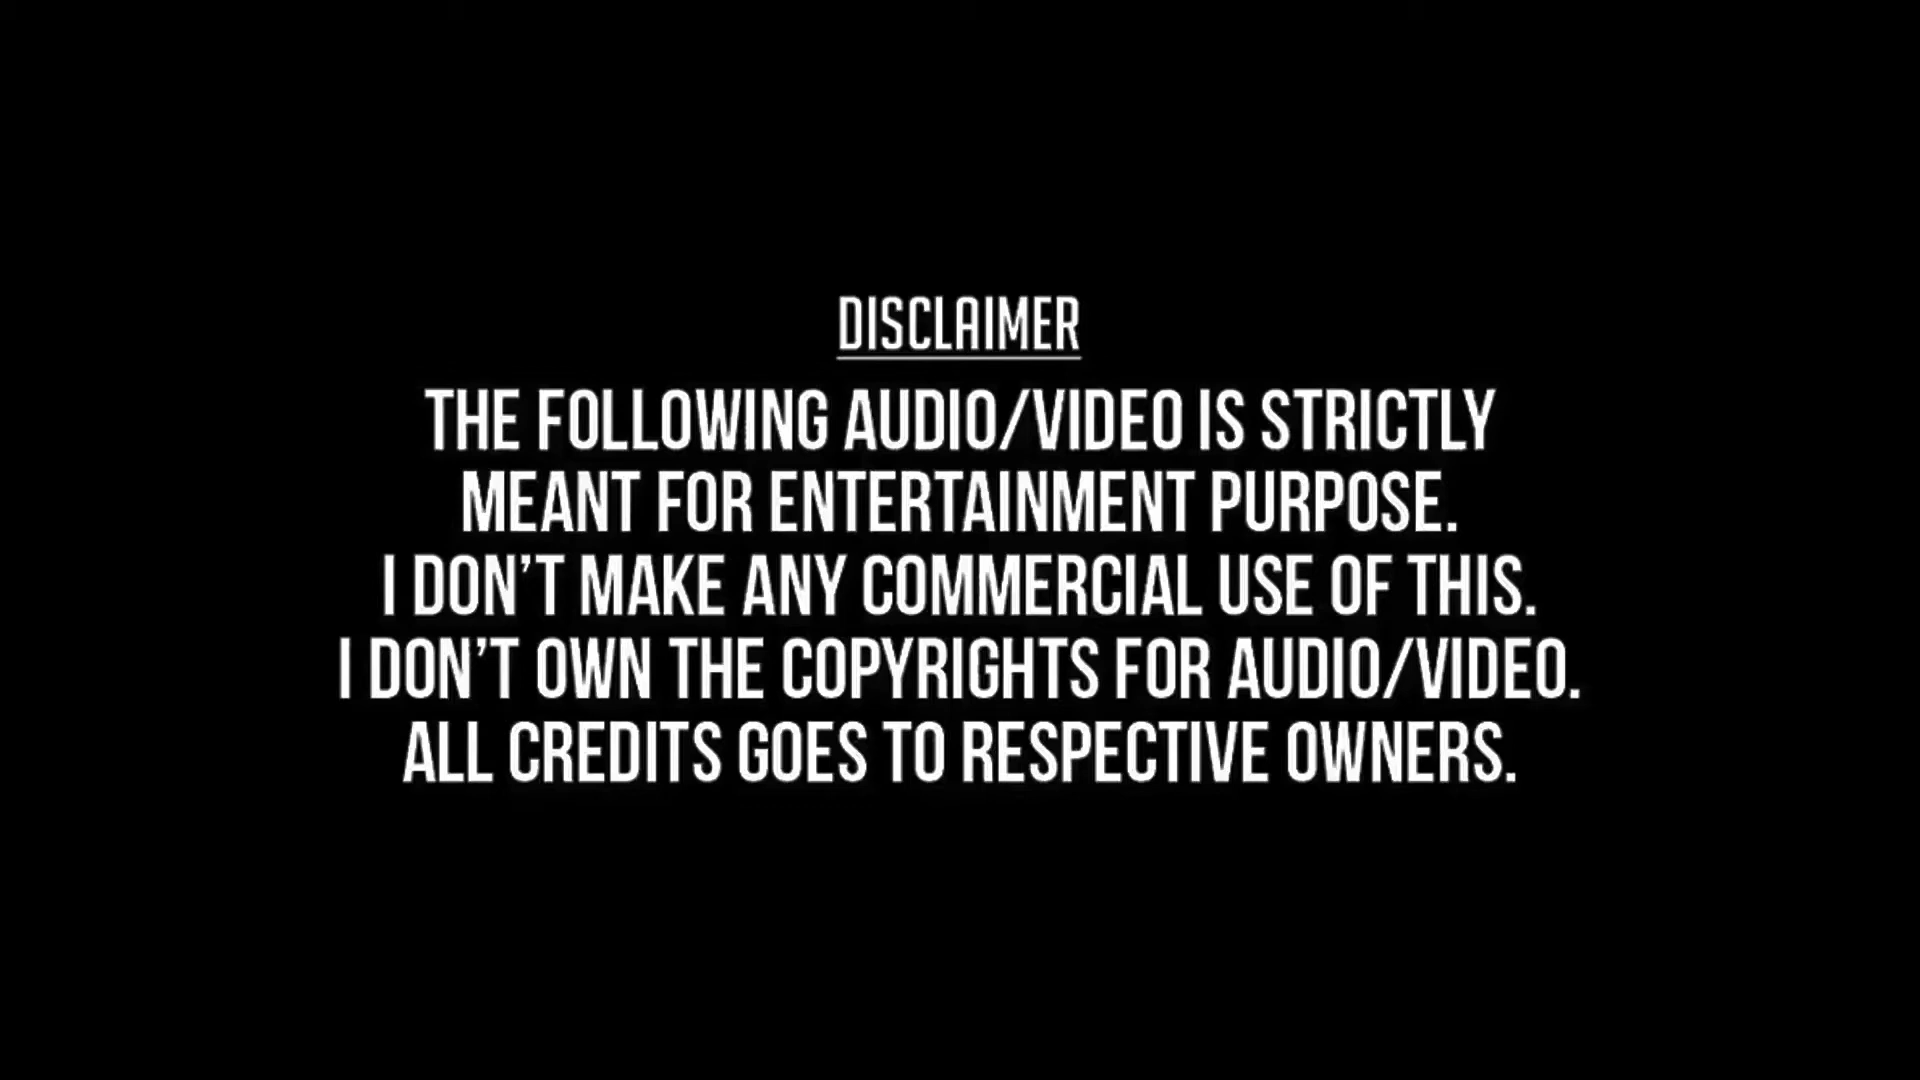 DISCLAIMER
THE FOLLOWING AUDIO/VIDEO IS STRICTLY
MEANT FOR ENTERTAINMENT PURPOSE.
I DON’T MAKE ANY COMMERCIAL USE OF THIS.
I DON’T OWN THE COPYRIGHTS FOR AUDIO/VIDEO.
ALL CREDITS GOES TO RESPECTIVE OWNERS.